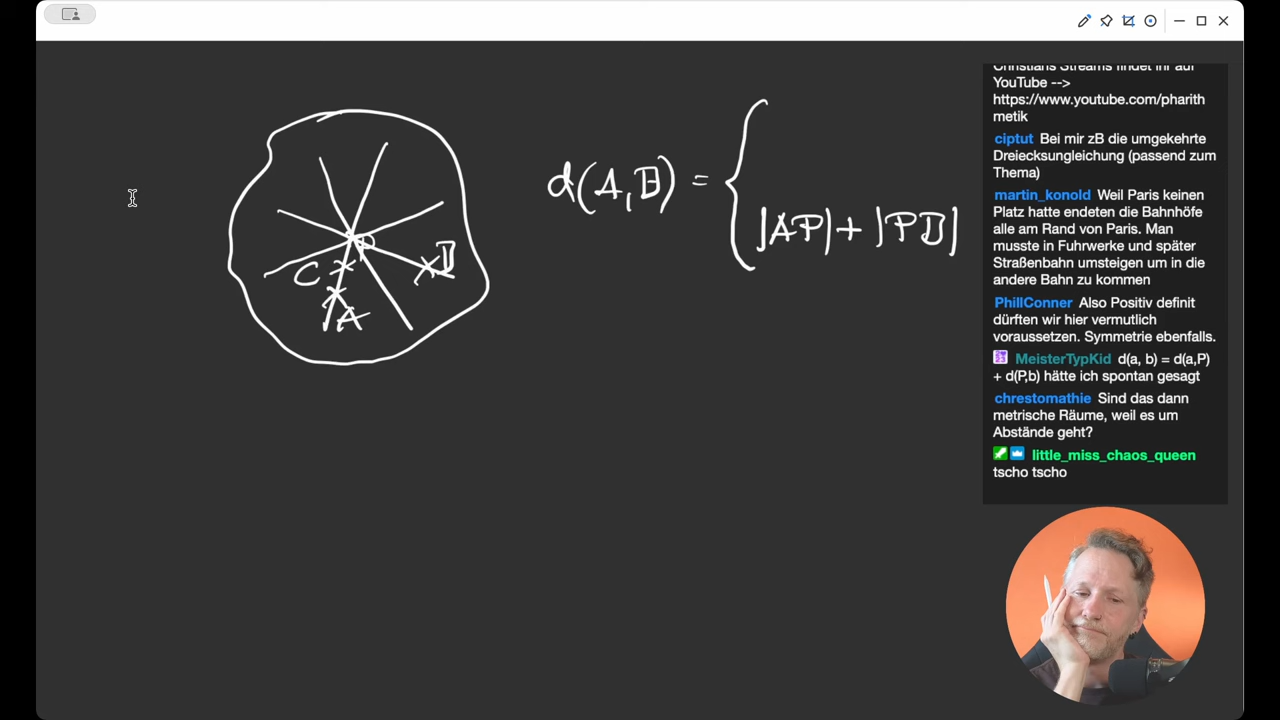 d(A,B) = {
|AP| + |PB|
P
B
C
A
Christians Streams findet ihr auf
YouTube -->
https://www.youtube.com/pharith
metik
ciptut Bei mir zB die umgekehrte
Dreiecksungleichung (passend zum
Thema)
martin_konold Weil Paris keinen
Platz hatte endeten die Bahnhöfe
alle am Rand von Paris. Man
musste in Fuhrwerke und später
Straßenbahn umsteigen um in die
andere Bahn zu kommen
PhillConner Also Positiv definit
dürften wir hier vermutlich
voraussetzen. Symmetrie ebenfalls.
MeisterTypKid d(a, b) = d(a,P)
+ d(P,b) hätte ich spontan gesagt
chrestomathie Sind das dann
metrische Räume, weil es um
Abstände geht?
little_miss_chaos_queen
tscho tscho